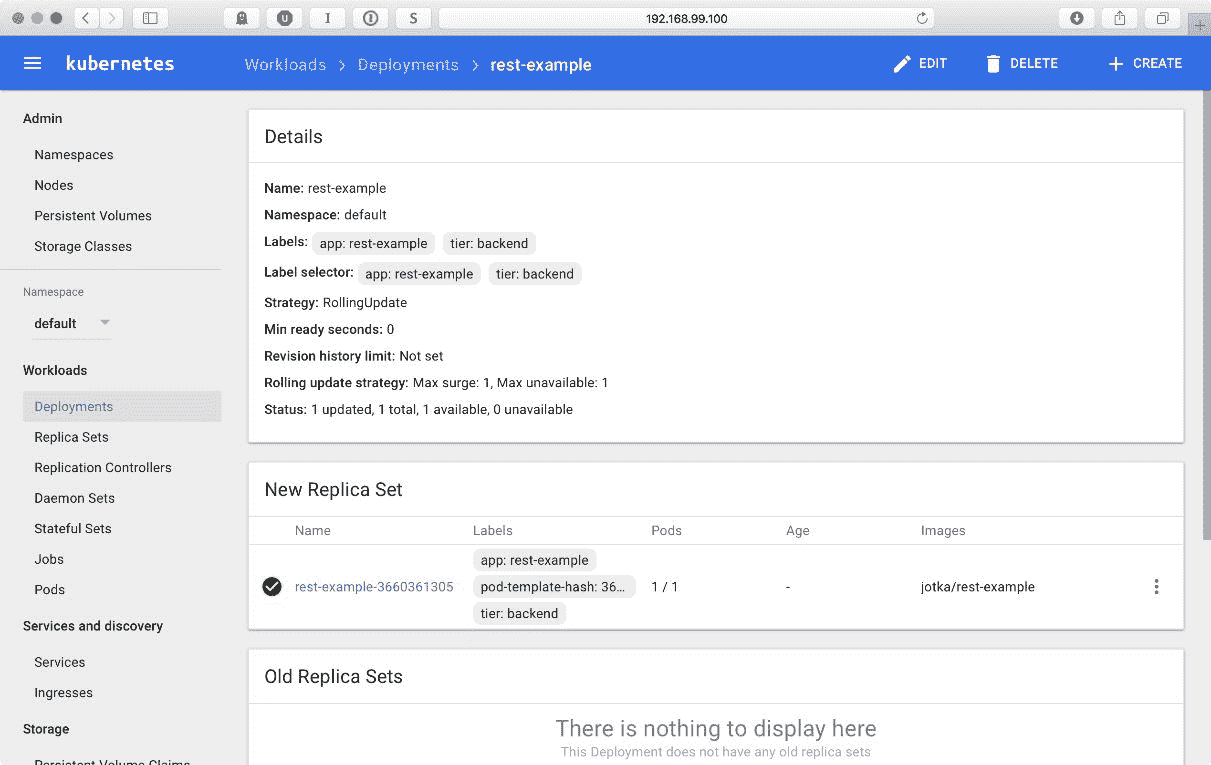 192.168.99.100
kubernetes
Workloads > Deployments > rest-example
EDIT
DELETE
CREATE
Admin
Namespaces
Nodes
Persistent Volumes
Storage Classes
Namespace
default
Workloads
Deployments
Replica Sets
Replication Controllers
Daemon Sets
Stateful Sets
Jobs
Pods
Services and discovery
Services
Ingresses
Storage
Persistent Volume Claims
Details
Name: rest-example
Namespace: default
Labels: app: rest-example tier: backend
Label selector: app: rest-example tier: backend
Strategy: RollingUpdate
Min ready seconds: 0
Revision history limit: Not set
Rolling update strategy: Max surge: 1, Max unavailable: 1
Status: 1 updated, 1 total, 1 available, 0 unavailable
New Replica Set
Name Labels Pods Age Images
app: rest-example
rest-example-3660361305 pod-template-hash: 36... 1 / 1 - jotka/rest-example
tier: backend
Old Replica Sets
There is nothing to display here
This Deployment does not have any old replica sets